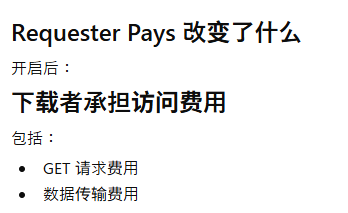 Requester Pays 改变了什么
开启后：
下载者承担访问费用
包括：
• GET 请求费用
• 数据传输费用